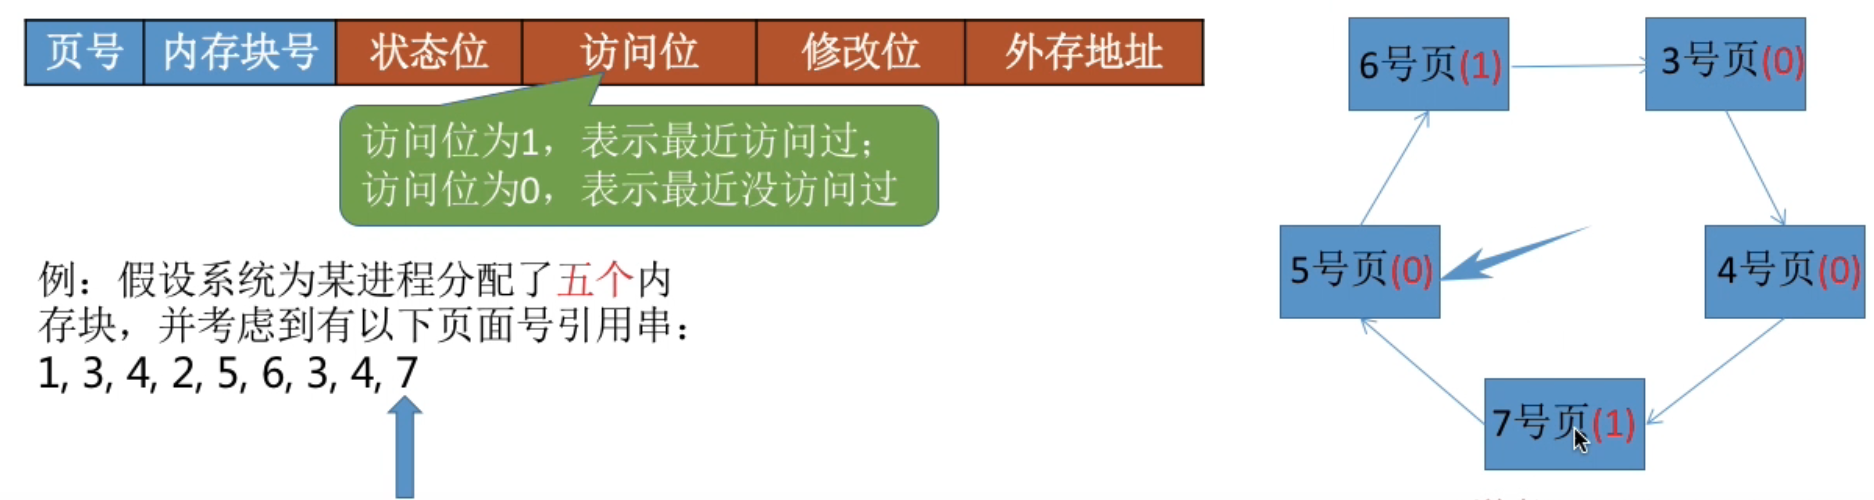 页号 内存块号 状态位 访问位 修改位 外存地址
访问位为1，表示最近访问过；
访问位为0，表示最近没访问过
例：假设系统为某进程分配了五个内
存块，并考虑到有以下页面号引用串：
1, 3, 4, 2, 5, 6, 3, 4, 7
6号页(1)
3号页(0)
5号页(0)
4号页(0)
7号页(1)